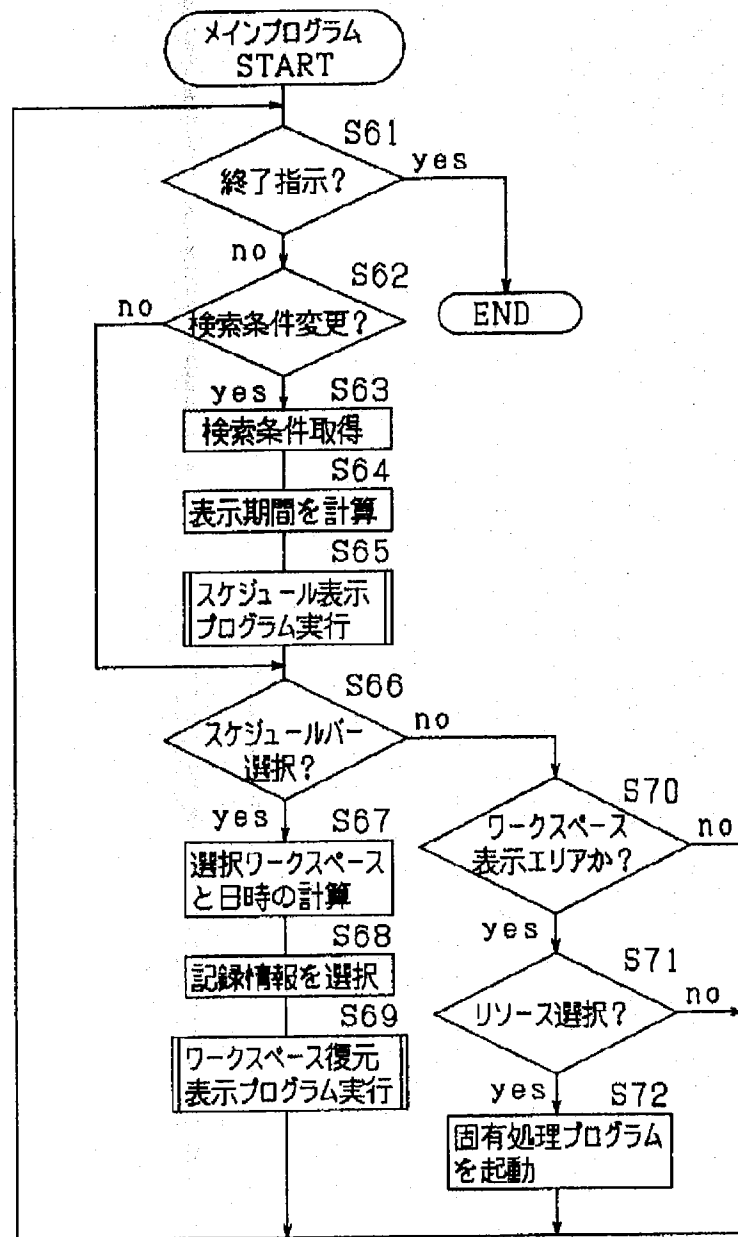 メインプログラム
START
S61
終了指示?
yes
no
S62
検索条件変更?
no
END
yes
S63
検索条件取得
S64
表示期間を計算
S65
スケジュール表示
プログラム実行
S66
スケジュールバー
選択?
no
yes
S67
選択ワークスペース
と日時の計算
S68
記録情報を選択
S69
ワークスペース復元
表示プログラム実行
S70
ワークスペース
表示エリアか?
no
yes
S71
リソース選択?
no
yes
S72
固有処理プログラム
を起動